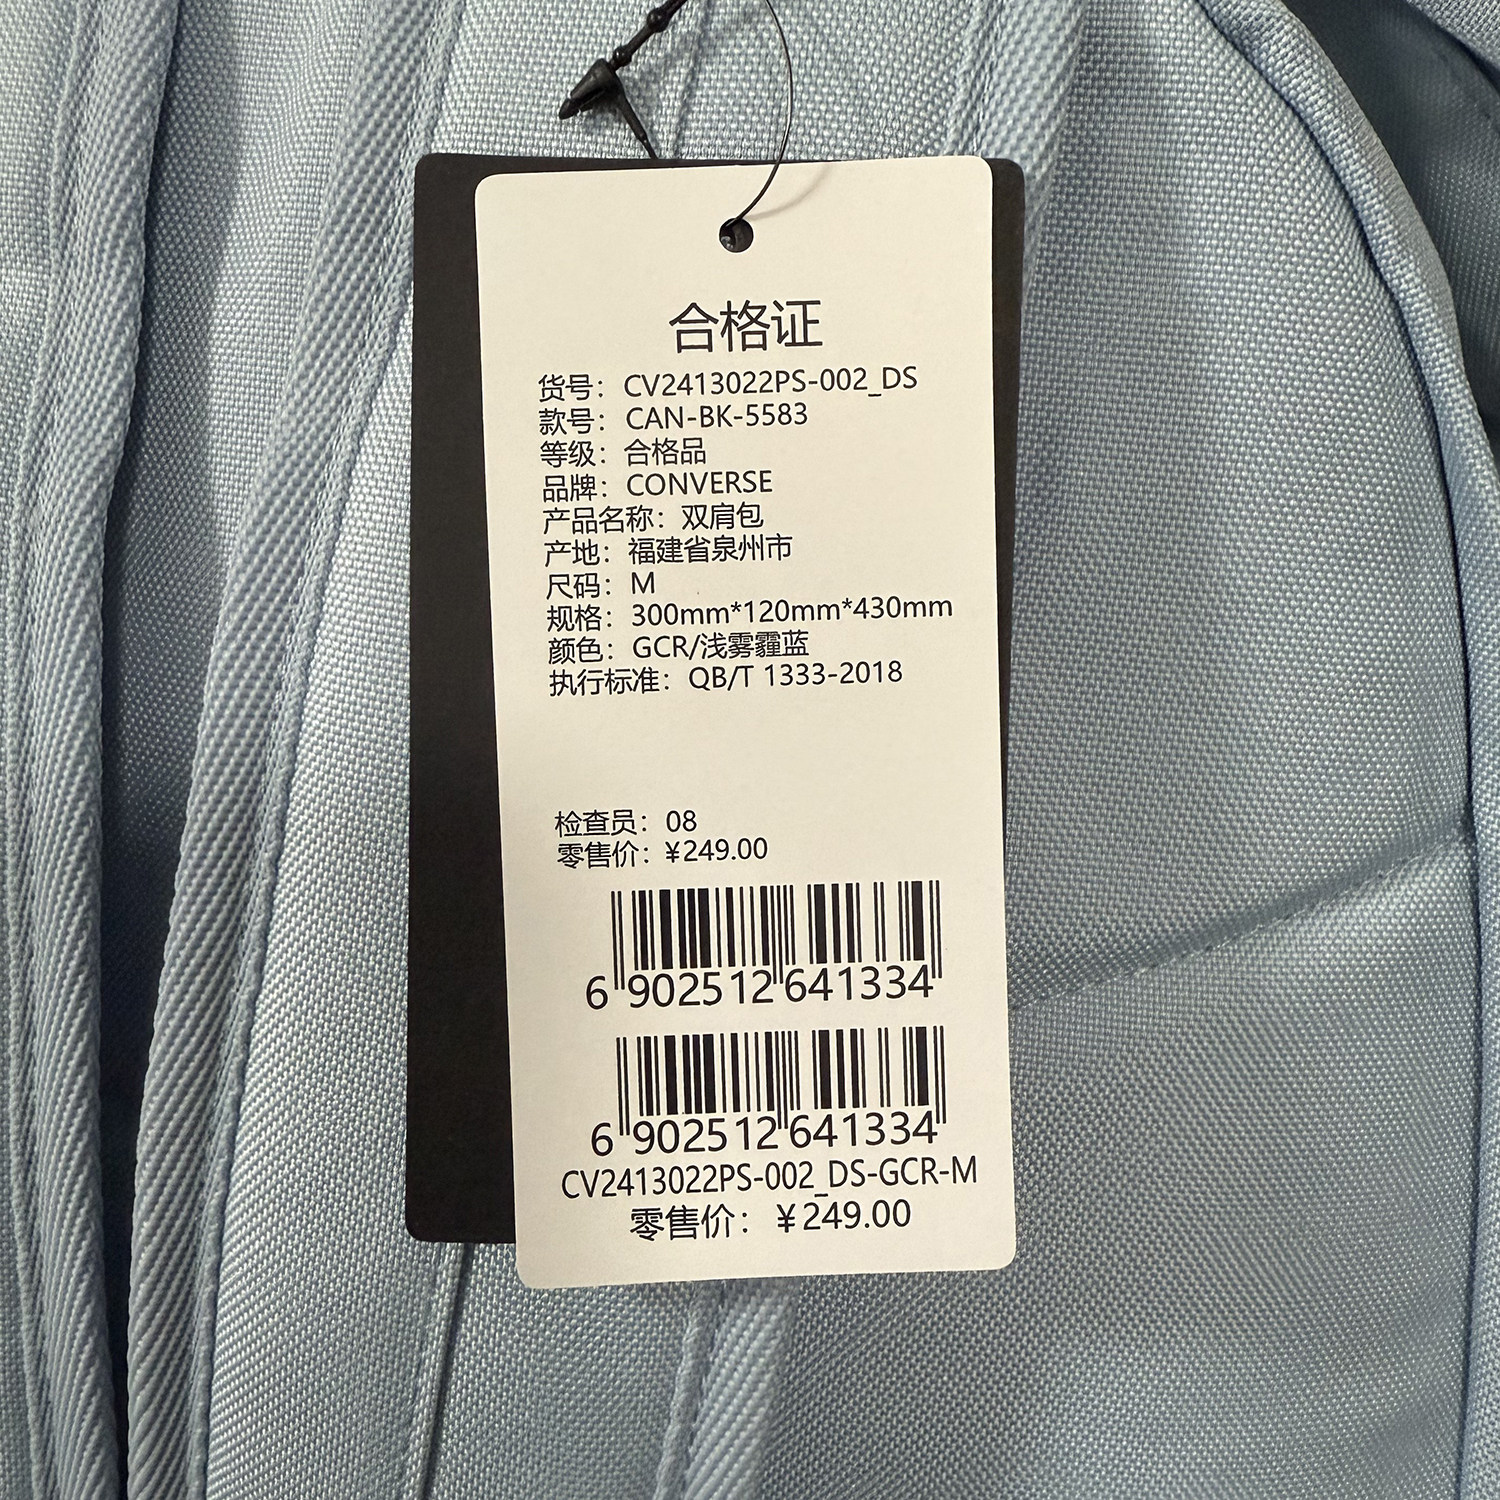 合格证
货号：CV2413022PS-002_DS
款号：CAN-BK-5583
等级：合格品
品牌：CONVERSE
产品名称：双肩包
产地：福建省泉州市
尺码：M
规格：300mm*120mm*430mm
颜色：GCR/浅雾霾蓝
执行标准：QB/T 1333-2018
检查员：08
零售价：¥249.00
6 902512 641334
6 902512 641334
CV2413022PS-002_DS-GCR-M
零售价：¥249.00